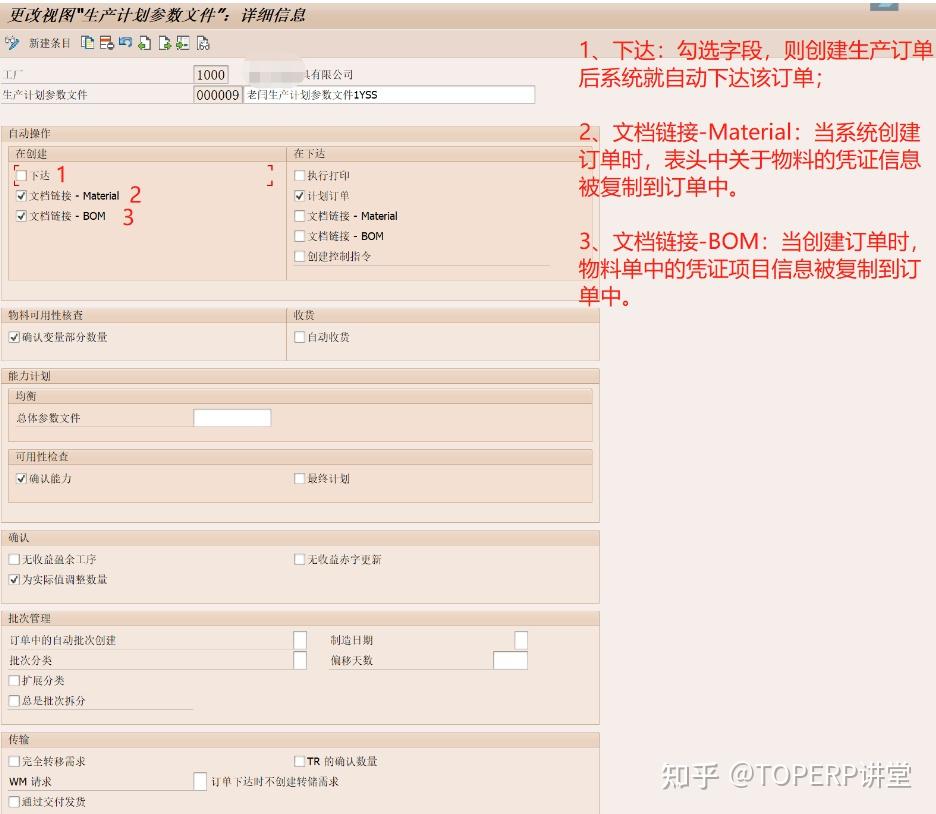 更改视图"生产计划参数文件": 详细信息
新建条目
工厂 1000 具有限公司
生产计划参数文件 000009 老闫生产计划参数文件1YSS
自动操作
在创建 在下达
下达 1 执行打印
文档链接 - Material 2 计划订单
文档链接 - BOM 3 文档链接 - Material
文档链接 - BOM
创建控制指令
物料可用性核查 收货
确认变量部分数量 自动收货
能力计划
均衡
总体参数文件
可用性检查
确认能力 最终计划
确认
无收益盈余工序 无收益赤字更新
为实际值调整数量
批次管理
订单中的自动批次创建 制造日期
批次分类 偏移天数
扩展分类
总是批次拆分
传输
完全转移需求 TR 的确认数量
WM 请求 订单下达时不创建转储需求
通过交付发货
1、下达：勾选字段，则创建生产订单
后系统就自动下达该订单；
2、文档链接-Material：当系统创建
订单时，表头中关于物料的凭证信息
被复制到订单中。
3、文档链接-BOM：当创建订单时，
物料单中的凭证项目信息被复制到订
单中。
知乎 @TOPERP讲堂